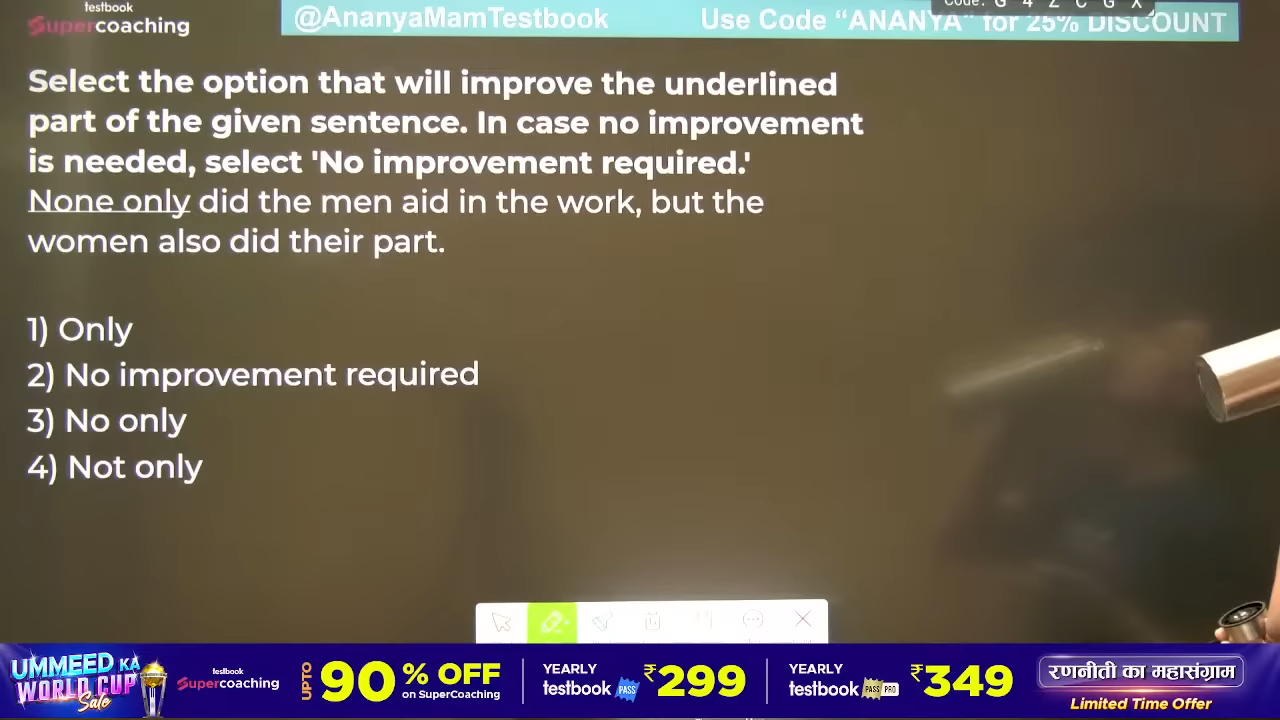 testbook
Supercoaching
@AnanyaMamTestbook
Use Code “ANANYA” for 25% DISCOUNT
Code: G 4 Z C G X
Select the option that will improve the underlined
part of the given sentence. In case no improvement
is needed, select 'No improvement required.'
None only did the men aid in the work, but the
women also did their part.
1) Only
2) No improvement required
3) No only
4) Not only
UMMEED KA
WORLD CUP
Sale
testbook
Supercoaching
UPTO
90% OFF
on SuperCoaching
YEARLY
testbook PASS
₹299
YEARLY
testbook PASS PRO
₹349
रणनीती का महासंग्राम
Limited Time Offer